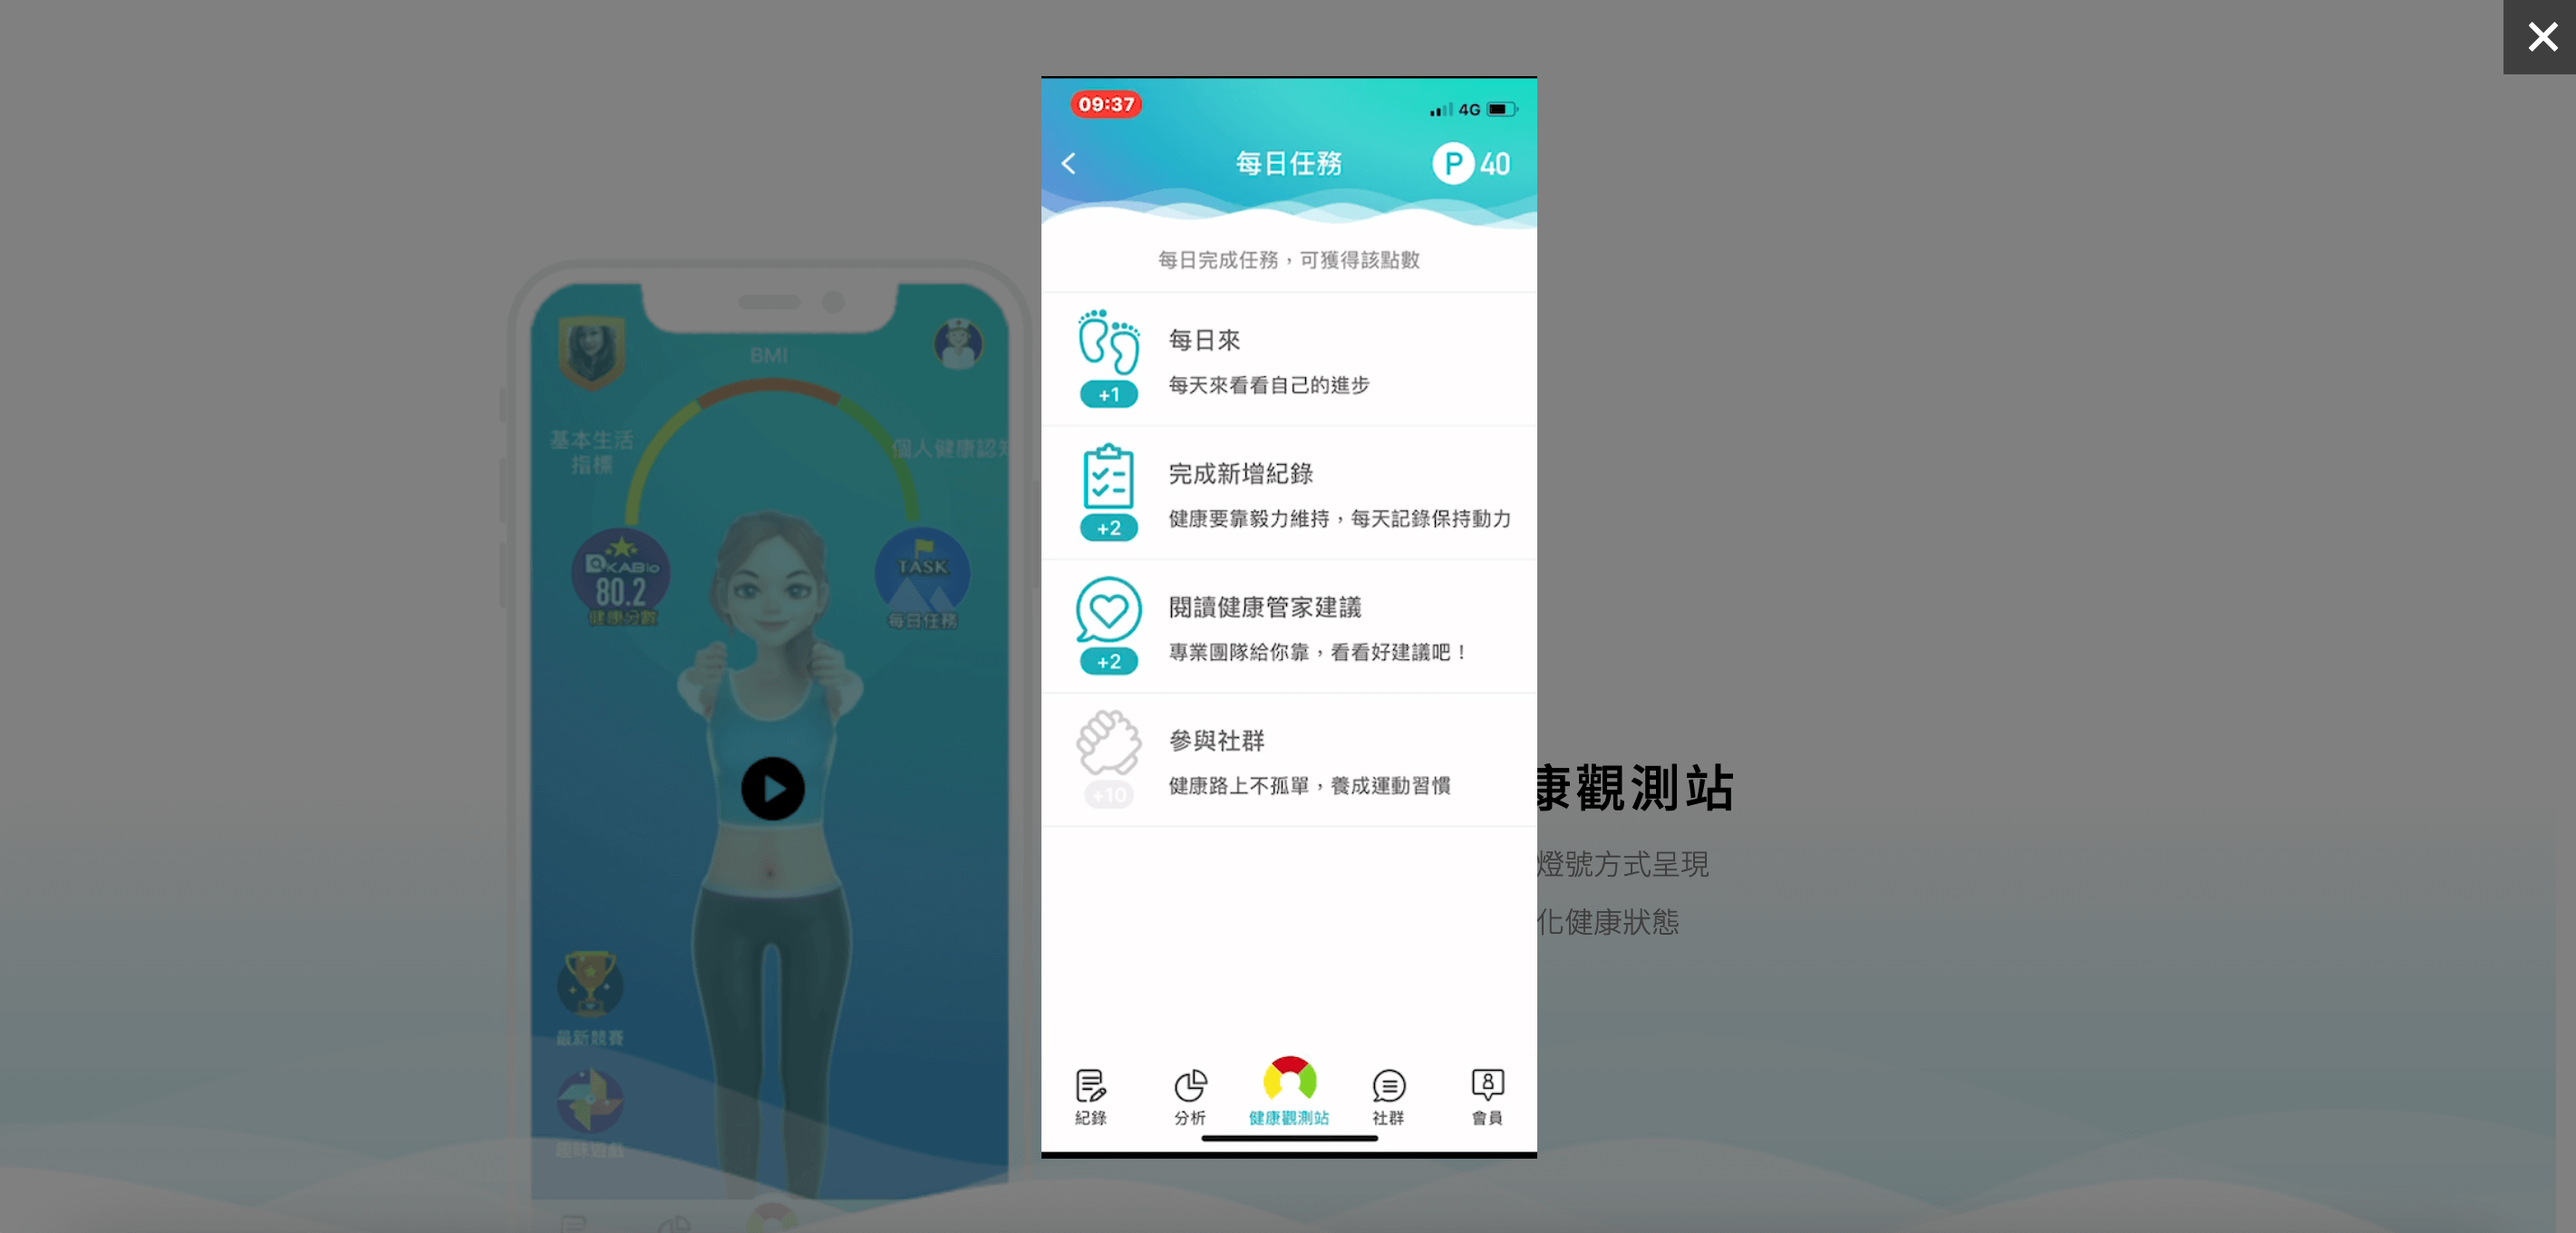 09:37
4G
每日任務
P 40
每日完成任務，可獲得該點數
每日來
每天來看看自己的進步
+1
完成新增紀錄
健康要靠毅力維持，每天記錄保持動力
+2
閱讀健康管家建議
專業團隊給你靠，看看好建議吧！
+2
參與社群
健康路上不孤單，養成運動習慣
+10
紀錄
分析
健康觀測站
社群
會員
BMI
基本生活
指標
個人健康認知
KABio
80.2
健康分數
TASK
每日任務
最新競賽
趣味遊戲
康觀測站
燈號方式呈現
化健康狀態